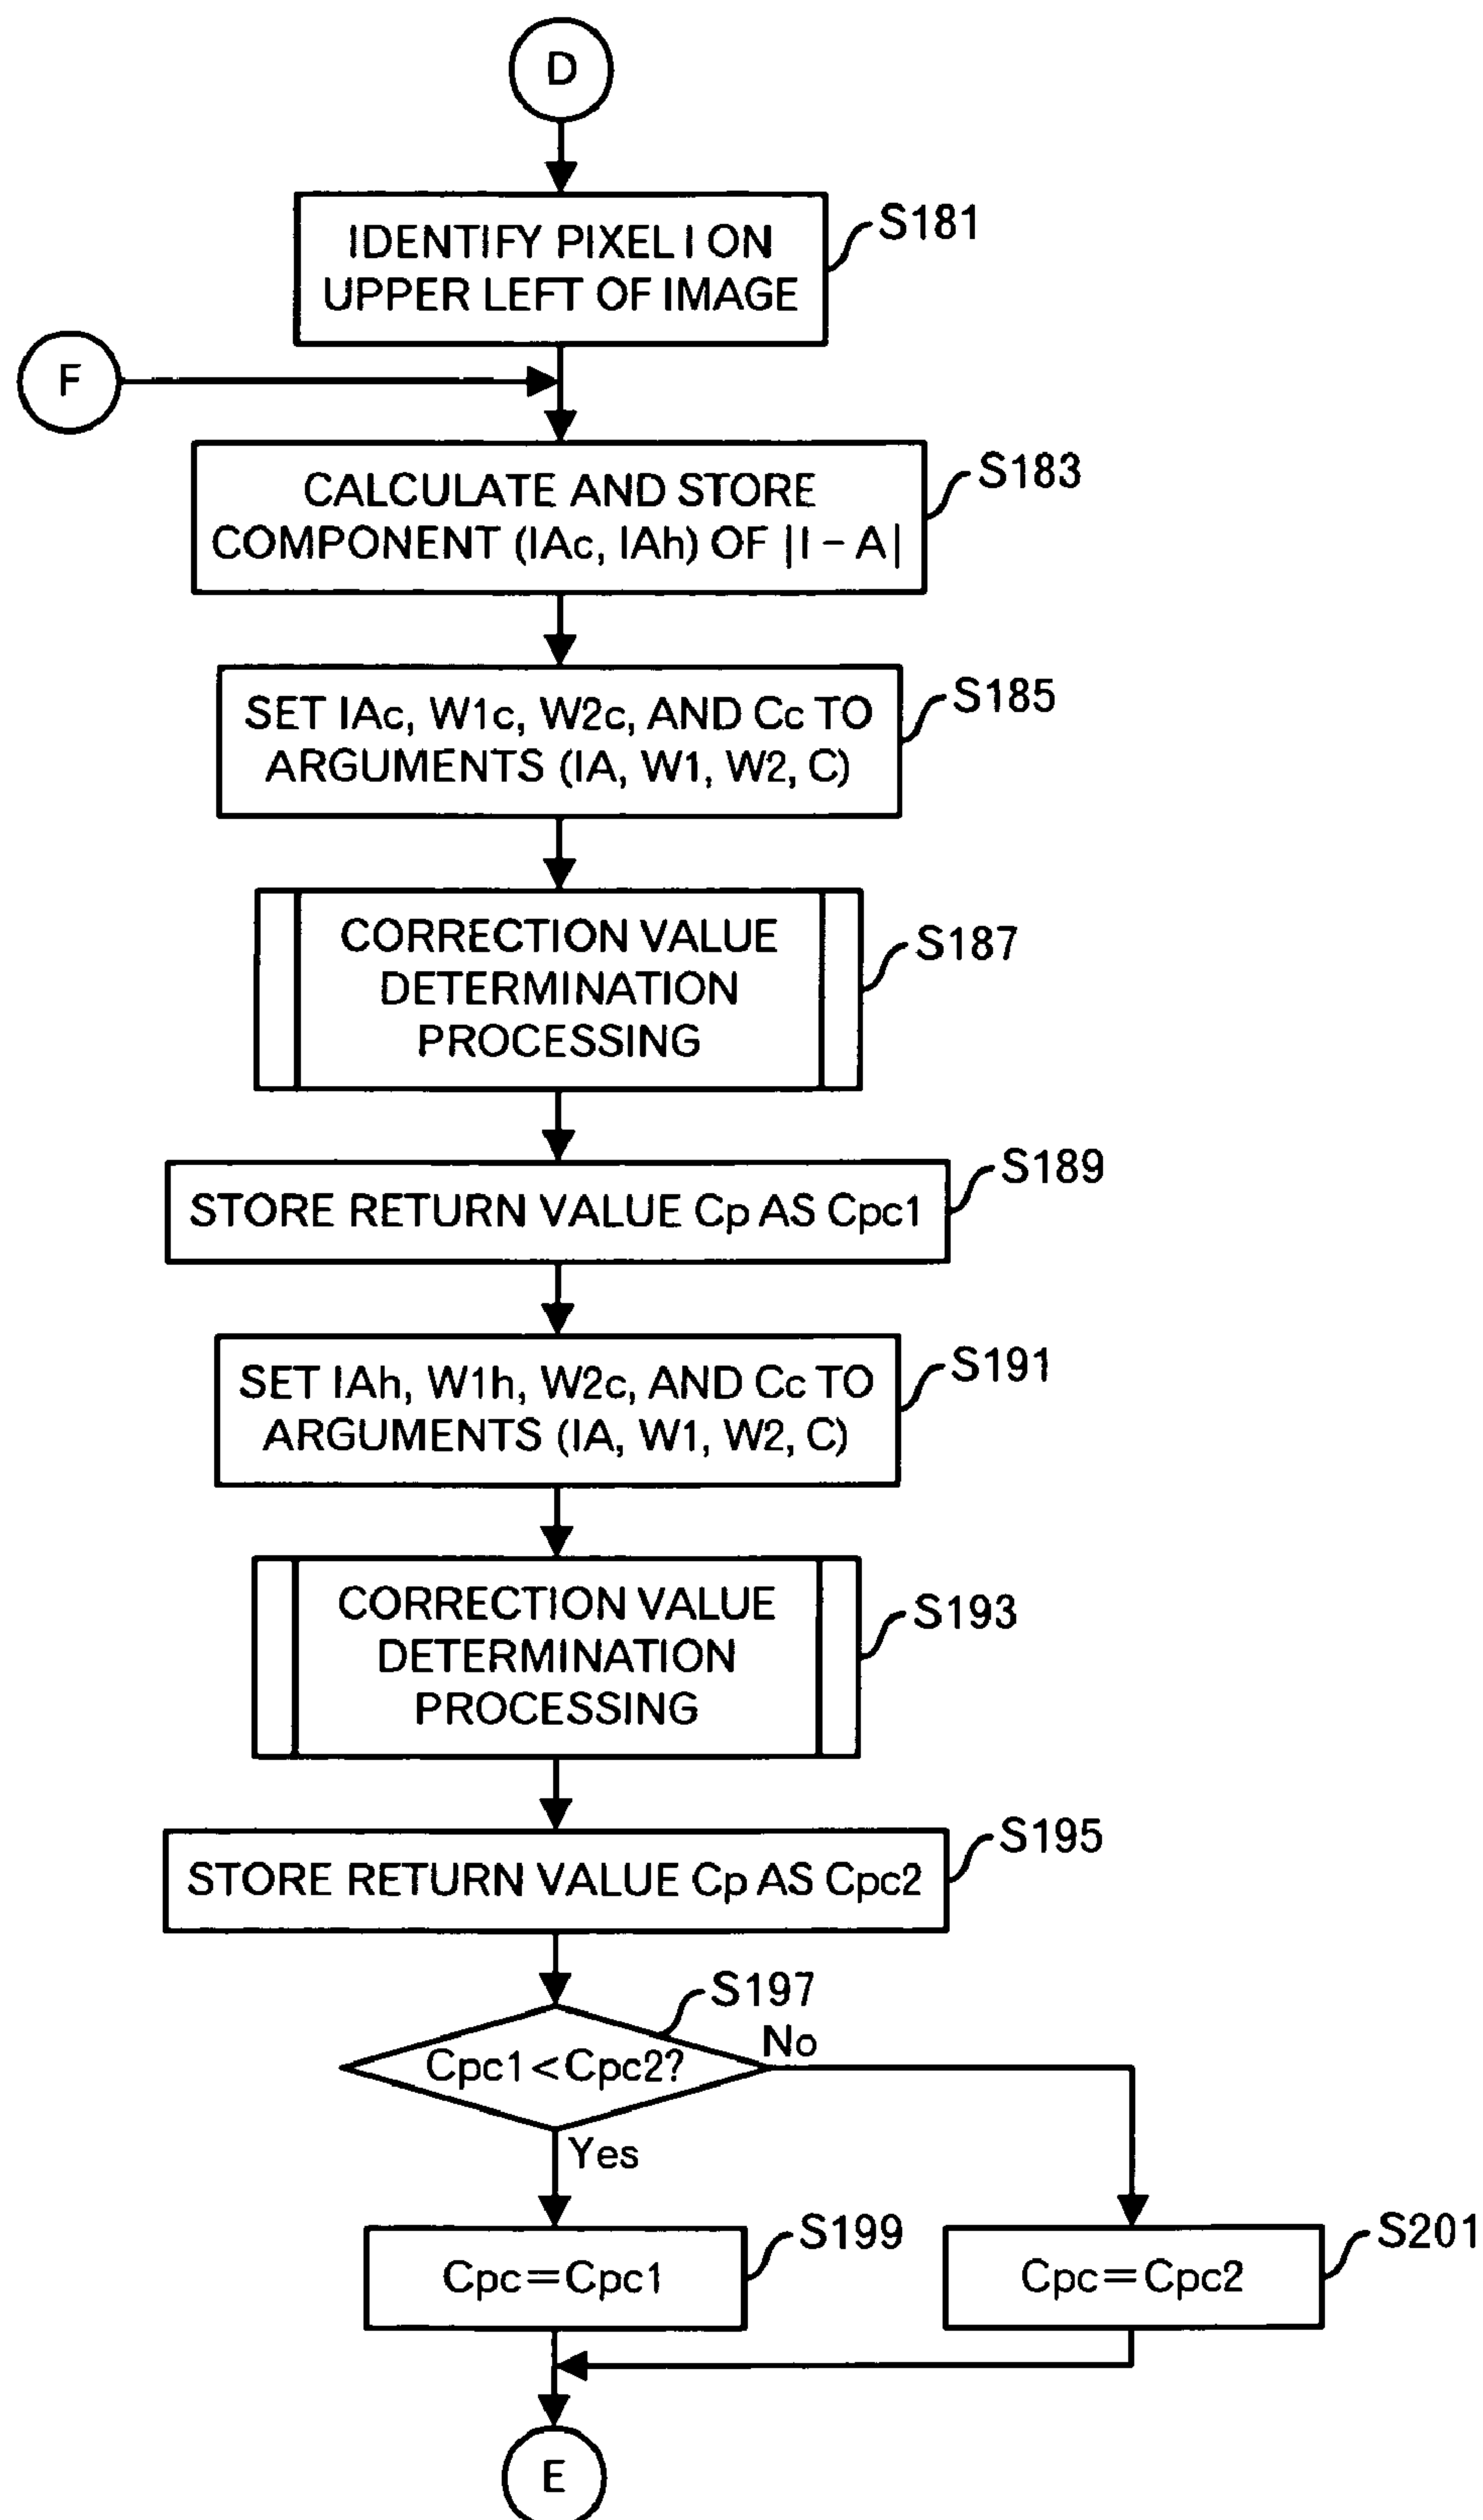 D
IDENTIFY PIXEL I ON
UPPER LEFT OF IMAGE
S181
F
CALCULATE AND STORE
COMPONENT (IAc, IAh) OF |I − A|
S183
SET IAc, W1c, W2c, AND Cc TO
ARGUMENTS (IA, W1, W2, C)
S185
CORRECTION VALUE
DETERMINATION
PROCESSING
S187
STORE RETURN VALUE Cp AS Cpc1
S189
SET IAh, W1h, W2c, AND Cc TO
ARGUMENTS (IA, W1, W2, C)
S191
CORRECTION VALUE
DETERMINATION
PROCESSING
S193
STORE RETURN VALUE Cp AS Cpc2
S195
S197
Cpc1<Cpc2?
No
Yes
Cpc=Cpc1
S199
Cpc=Cpc2
S201
E